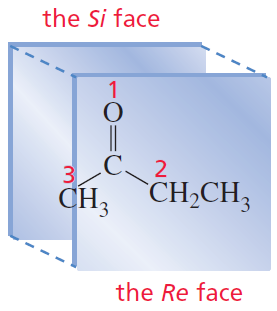 the Si face
1
O
C
3 2
CH₃ CH₂CH₃
the Re face